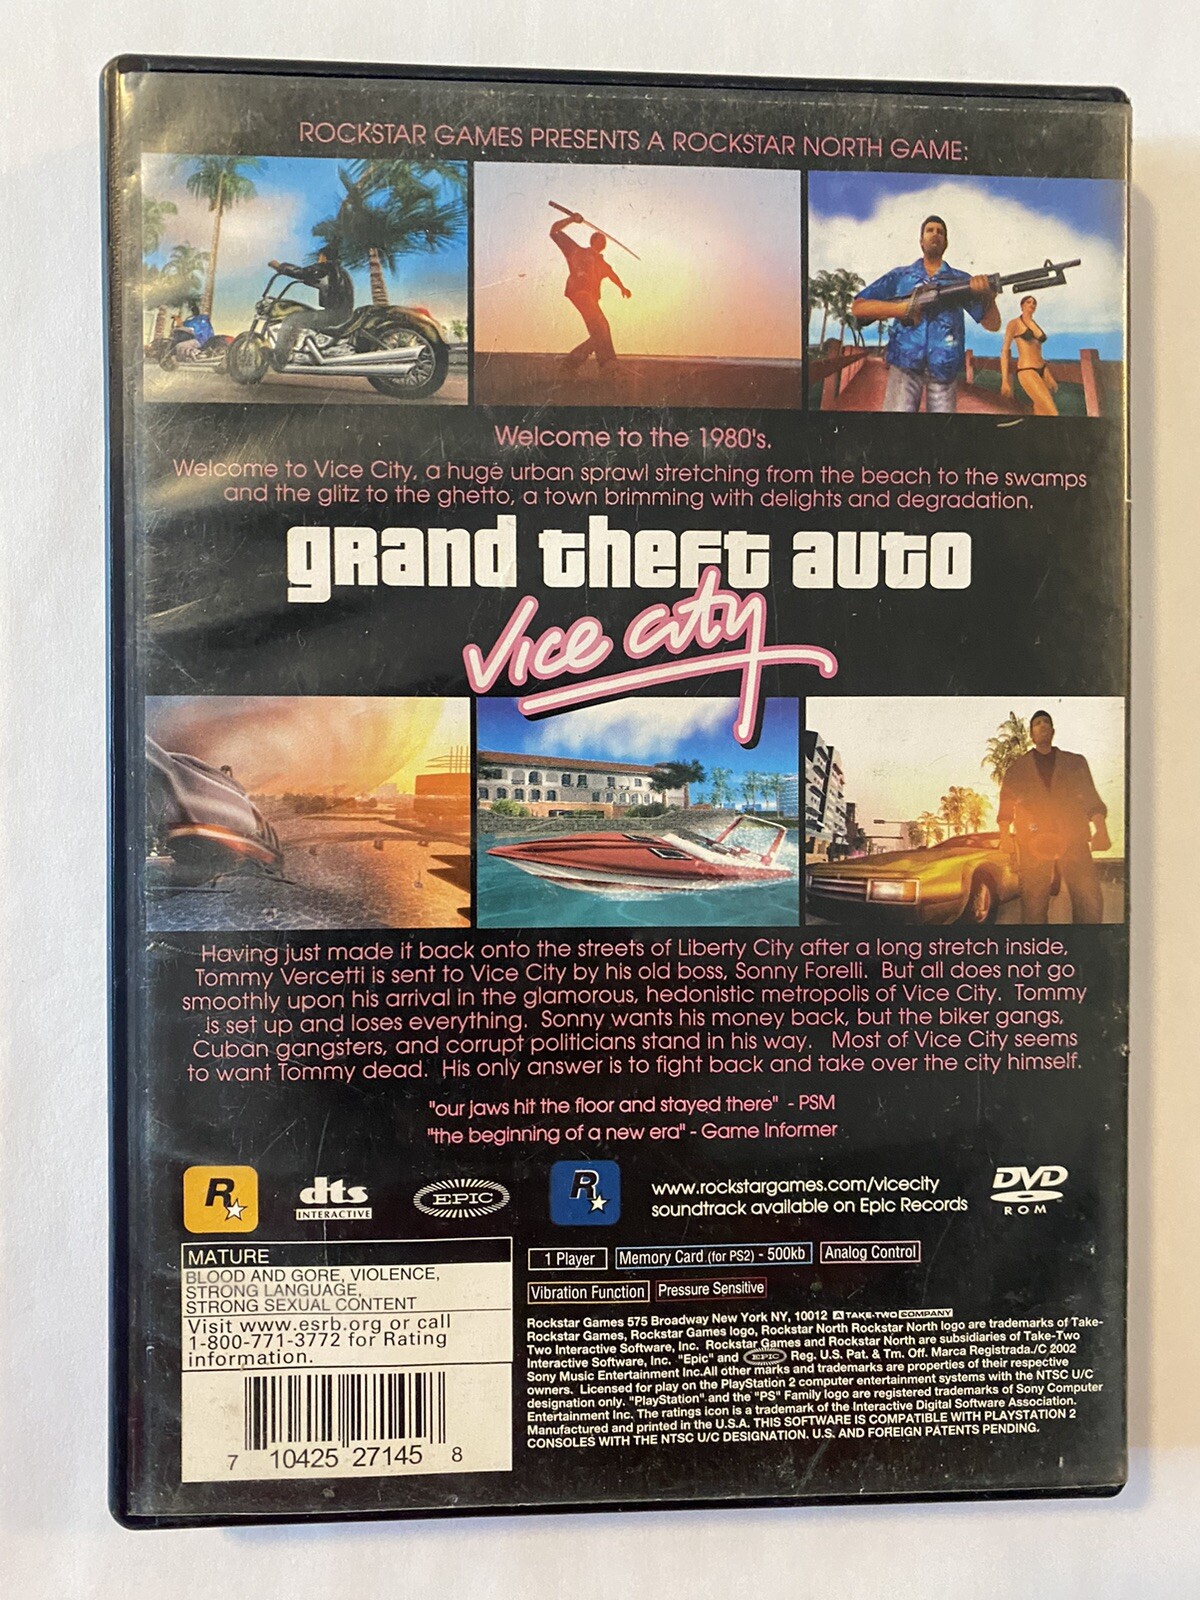 ROCKSTAR GAMES PRESENTS A ROCKSTAR NORTH GAME:
Welcome to the 1980's.
Welcome to Vice City, a huge urban sprawl stretching from the beach to the swamps
and the glitz to the ghetto, a town brimming with delights and degradation.
grand theft auto
Vice City
Having just made it back onto the streets of Liberty City after a long stretch inside,
Tommy Vercetti is sent to Vice City by his old boss, Sonny Forelli. But all does not go
smoothly upon his arrival in the glamorous, hedonistic metropolis of Vice City. Tommy
is set up and loses everything. Sonny wants his money back, but the biker gangs,
Cuban gangsters, and corrupt politicians stand in his way. Most of Vice City seems
to want Tommy dead. His only answer is to fight back and take over the city himself.
"our jaws hit the floor and stayed there" - PSM
"the beginning of a new era" - Game Informer
R
dts
INTERACTIVE
EPIC
R
www.rockstargames.com/vicecity
soundtrack available on Epic Records
DVD
ROM
MATURE
BLOOD AND GORE, VIOLENCE,
STRONG LANGUAGE,
STRONG SEXUAL CONTENT
Visit www.esrb.org or call
1-800-771-3772 for Rating
information.
7 10425 27145 8
1 Player Memory Card (for PS2) - 500kb Analog Control
Vibration Function Pressure Sensitive
Rockstar Games 575 Broadway New York NY, 10012 A TAKE-TWO COMPANY
Rockstar Games, Rockstar Games logo, Rockstar North Rockstar North logo are trademarks of Take-
Two Interactive Software, Inc. Rockstar Games and Rockstar North are subsidiaries of Take-Two
Interactive Software, Inc. "Epic" and EPIC Reg. U.S. Pat. & Tm. Off. Marca Registrada./C 2002
Sony Music Entertainment Inc.All other marks and trademarks are properties of their respective
owners. Licensed for play on the PlayStation 2 computer entertainment systems with the NTSC U/C
designation only. "PlayStation" and the "PS" Family logo are registered trademarks of Sony Computer
Entertainment Inc. The ratings icon is a trademark of the Interactive Digital Software Association.
Manufactured and printed in the U.S.A. THIS SOFTWARE IS COMPATIBLE WITH PLAYSTATION 2
CONSOLES WITH THE NTSC U/C DESIGNATION. U.S. AND FOREIGN PATENTS PENDING.